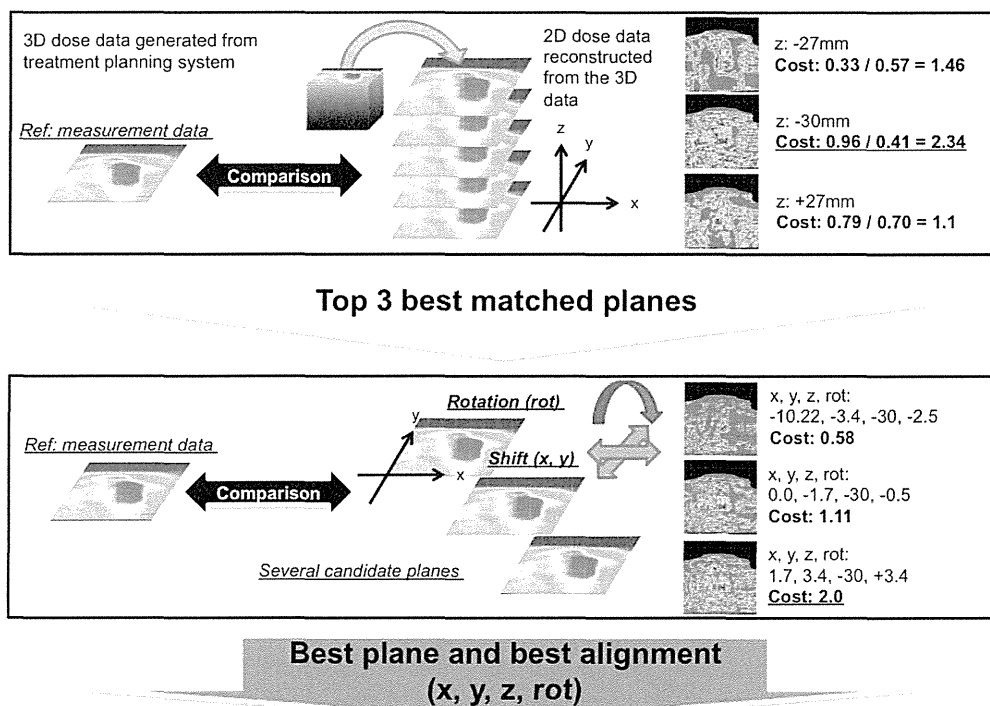 3D dose data generated from
treatment planning system
2D dose data
reconstructed
from the 3D
data
Ref: measurement data
Comparison
z
y
x
z: -27mm
Cost: 0.33 / 0.57 = 1.46
z: -30mm
Cost: 0.96 / 0.41 = 2.34
z: +27mm
Cost: 0.79 / 0.70 = 1.1
Top 3 best matched planes
Ref: measurement data
Comparison
y
x
Rotation (rot)
Shift (x, y)
Several candidate planes
x, y, z, rot:
-10.22, -3.4, -30, -2.5
Cost: 0.58
x, y, z, rot:
0.0, -1.7, -30, -0.5
Cost: 1.11
x, y, z, rot:
1.7, 3.4, -30, +3.4
Cost: 2.0
Best plane and best alignment
(x, y, z, rot)